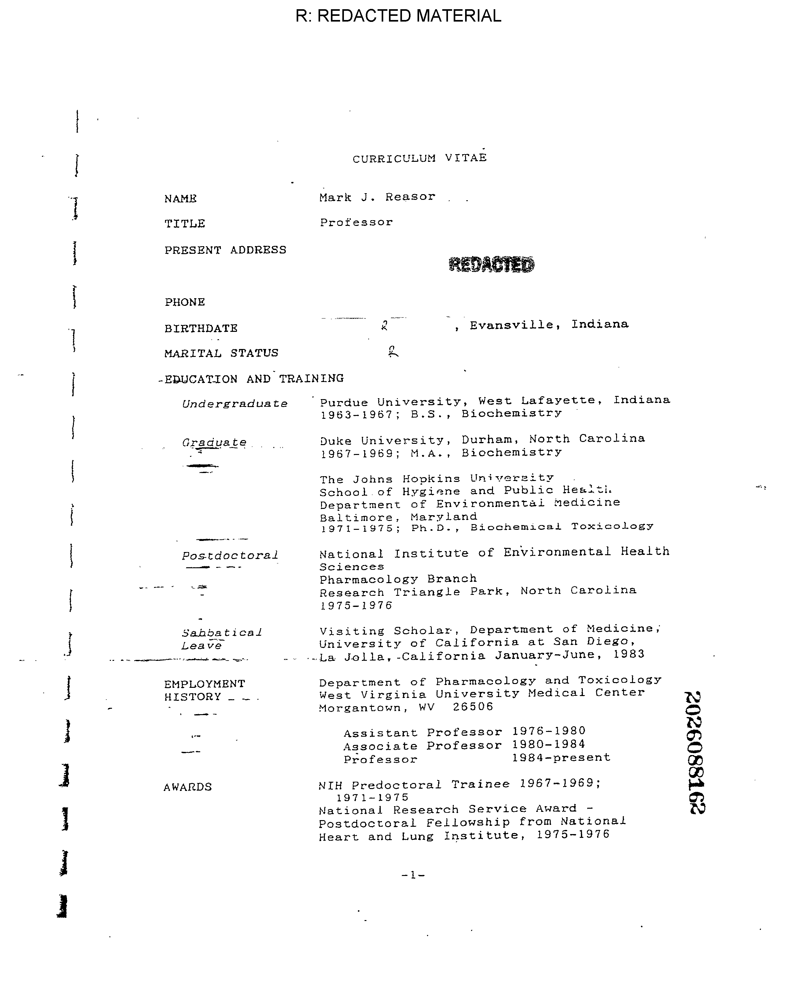 R: REDACTED MATERIAL
CURRICULUM VITAE
NAME Mark J. Reasor
TITLE Professor
PRESENT ADDRESS
REDACTED
PHONE
BIRTHDATE R , Evansville, Indiana
MARITAL STATUS R
EDUCATION AND TRAINING
Undergraduate Purdue University, West Lafayette, Indiana
1963-1967; B.S., Biochemistry
Graduate Duke University, Durham, North Carolina
1967-1969; M.A., Biochemistry
The Johns Hopkins University
School of Hygiene and Public Health
Department of Environmental Medicine
Baltimore, Maryland
1971-1975; Ph.D., Biochemical Toxicology
Postdoctoral National Institute of Environmental Health
Sciences
Pharmacology Branch
Research Triangle Park, North Carolina
1975-1976
Sabbatical Visiting Scholar, Department of Medicine,
Leave University of California at San Diego,
La Jolla, California January-June, 1983
EMPLOYMENT Department of Pharmacology and Toxicology
HISTORY West Virginia University Medical Center
Morgantown, WV 26506
Assistant Professor 1976-1980
Associate Professor 1980-1984
Professor 1984-present
AWARDS NIH Predoctoral Trainee 1967-1969;
1971-1975
National Research Service Award -
Postdoctoral Fellowship from National
Heart and Lung Institute, 1975-1976
-1-
2026088162